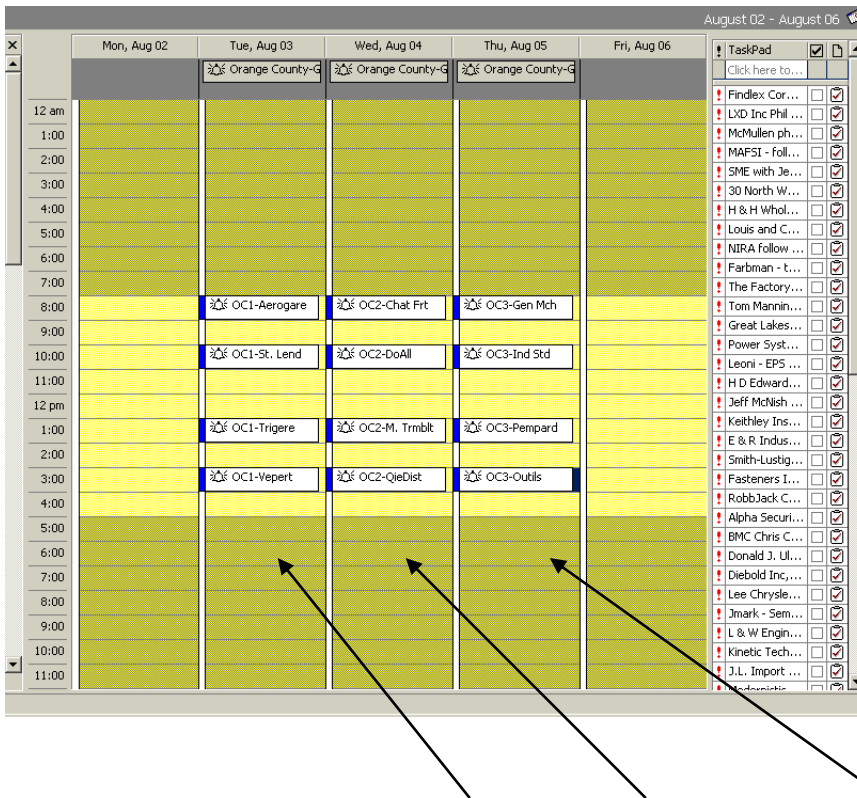 August 02 - August 06
Mon, Aug 02 Tue, Aug 03 Wed, Aug 04 Thu, Aug 05 Fri, Aug 06
Orange County-G Orange County-G Orange County-G
12 am
1:00
2:00
3:00
4:00
5:00
6:00
7:00
8:00 OC1-Aerogare OC2-Chat Frt OC3-Gen Mch
9:00
10:00 OC1-St. Lend OC2-DoAll OC3-Ind Std
11:00
12 pm
1:00 OC1-Trigere OC2-M. Trmblt OC3-Pempard
2:00
3:00 OC1-Vepert OC2-QieDist OC3-Outils
4:00
5:00
6:00
7:00
8:00
9:00
10:00
11:00
! TaskPad
Click here to...
! Findlex Cor...
! LXD Inc Phil ...
! McMullen ph...
! MAFSI - foll...
! SME with Je...
! 30 North W...
! H & H Whol...
! Louis and C...
! NIRA follow ...
! Farbman - t...
! The Factory...
! Tom Mannin...
! Great Lakes...
! Power Syst...
! Leoni - EPS ...
! H D Edward...
! Jeff McNish ...
! Keithley Ins...
! E & R Indus...
! Smith-Lustig...
! Fasteners I...
! RobbJack C...
! Alpha Securi...
! BMC Chris C...
! Donald J. Ul...
! Diebold Inc,...
! Lee Chrysle...
! Jmark - Sem...
! L & W Engin...
! Kinetic Tech...
! J.L. Import ...